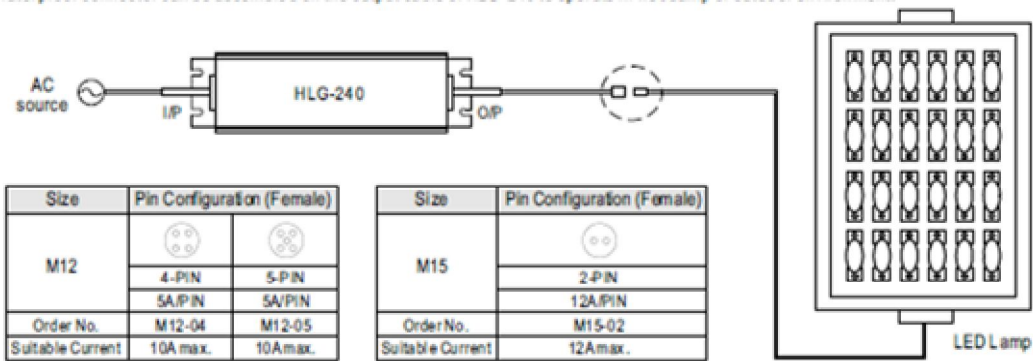 AC
source
I/P
HLG-240
O/P
Size Pin Configuration (Female)
M12
4-PIN 5-PIN
5A/PIN 5A/PIN
Order No. M12-04 M12-05
Suitable Current 10A max. 10A max.
Size Pin Configuration (Female)
M15
2-PIN
12A/PIN
Order No. M15-02
Suitable Current 12A max.
LED Lamp